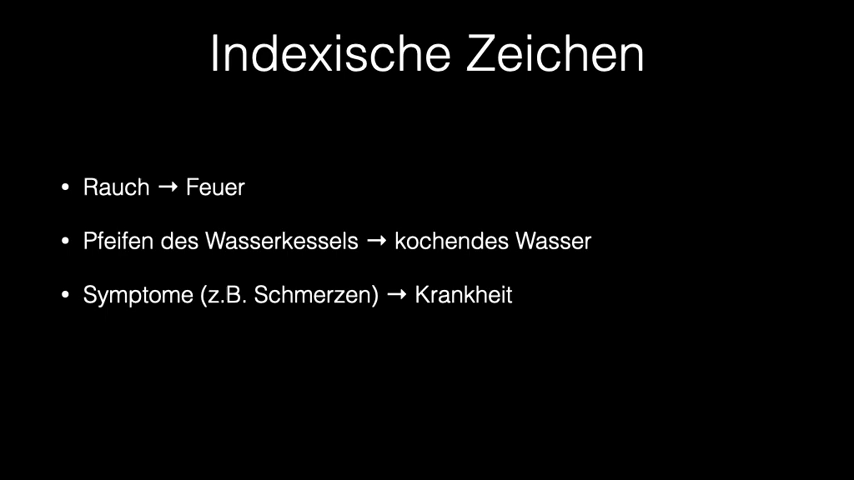 Indexische Zeichen
• Rauch → Feuer
• Pfeifen des Wasserkessels → kochendes Wasser
• Symptome (z.B. Schmerzen) → Krankheit